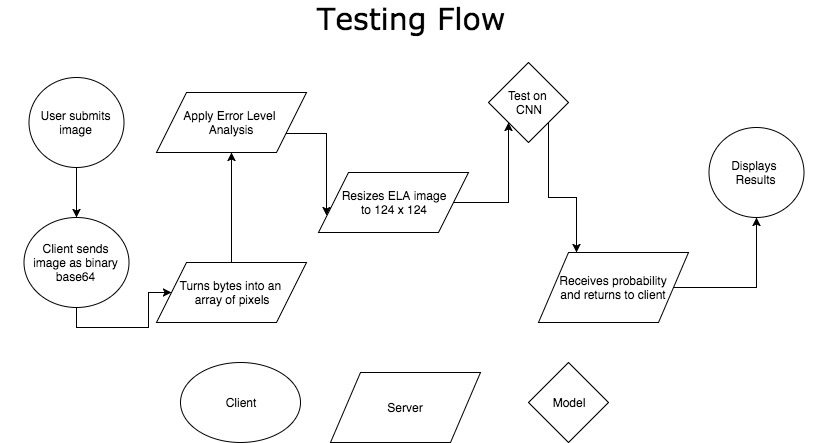 Testing Flow
User submits
image
Client sends
image as binary
base64
Turns bytes into an
array of pixels
Apply Error Level
Analysis
Resizes ELA image
to 124 x 124
Test on
CNN
Receives probability
and returns to client
Displays
Results
Client
Server
Model